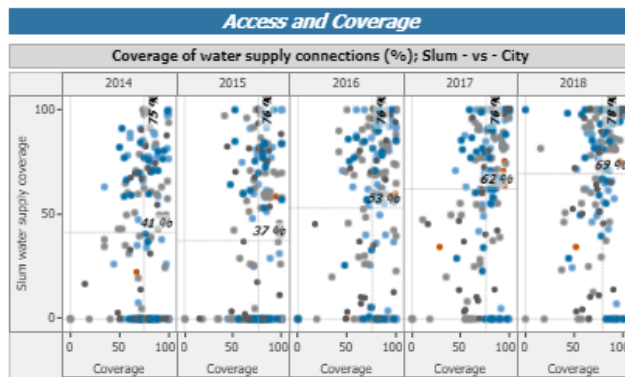 Access and Coverage
Coverage of water supply connections (%); Slum - vs - City
2014 2015 2016 2017 2018
75 % 76 % 76 % 76 % 78 %
100
69 %
62 %
Slum water supply coverage
50
53 %
41 %
37 %
0
0 50 100 0 50 100 0 50 100 0 50 100 0 50 100
Coverage Coverage Coverage Coverage Coverage